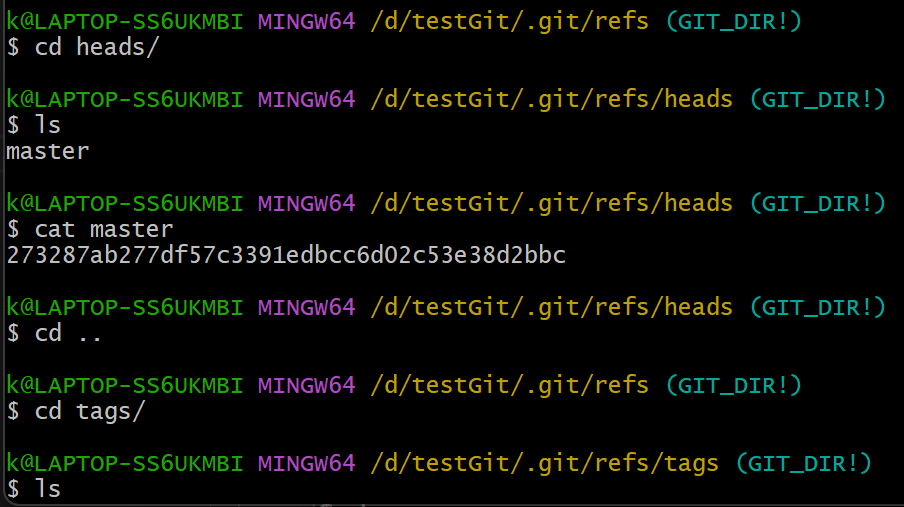 k@LAPTOP-SS6UKMBI MINGW64 /d/testGit/.git/refs (GIT_DIR!)
$ cd heads/
k@LAPTOP-SS6UKMBI MINGW64 /d/testGit/.git/refs/heads (GIT_DIR!)
$ ls
master
k@LAPTOP-SS6UKMBI MINGW64 /d/testGit/.git/refs/heads (GIT_DIR!)
$ cat master
273287ab277df57c3391edbcc6d02c53e38d2bbc
k@LAPTOP-SS6UKMBI MINGW64 /d/testGit/.git/refs/heads (GIT_DIR!)
$ cd ..
k@LAPTOP-SS6UKMBI MINGW64 /d/testGit/.git/refs (GIT_DIR!)
$ cd tags/
k@LAPTOP-SS6UKMBI MINGW64 /d/testGit/.git/refs/tags (GIT_DIR!)
$ ls